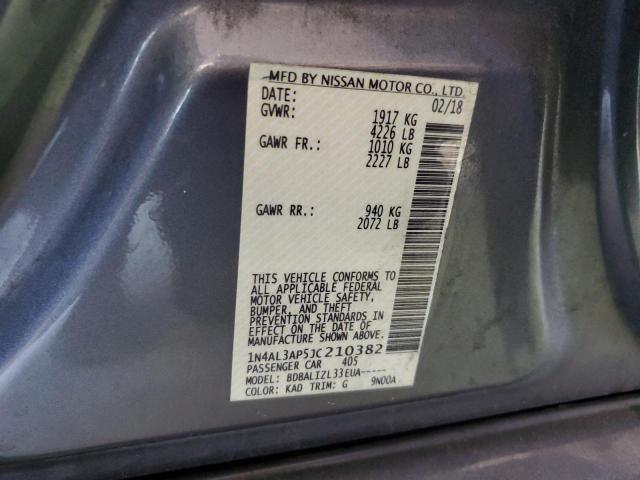 MFD BY NISSAN MOTOR CO., LTD.
DATE: 02/18
GVWR: 1917 KG
4226 LB
GAWR FR.: 1010 KG
2227 LB
GAWR RR.: 940 KG
2072 LB
THIS VEHICLE CONFORMS TO
ALL APPLICABLE FEDERAL
MOTOR VEHICLE SAFETY,
BUMPER, AND THEFT
PREVENTION STANDARDS IN
EFFECT ON THE DATE OF
MANUFACTURE SHOWN ABOVE.
1N4AL3AP5JC210382
PASSENGER CAR 405
MODEL: BDBALIZL33EUA-----
COLOR: KAD TRIM: G 9N00A